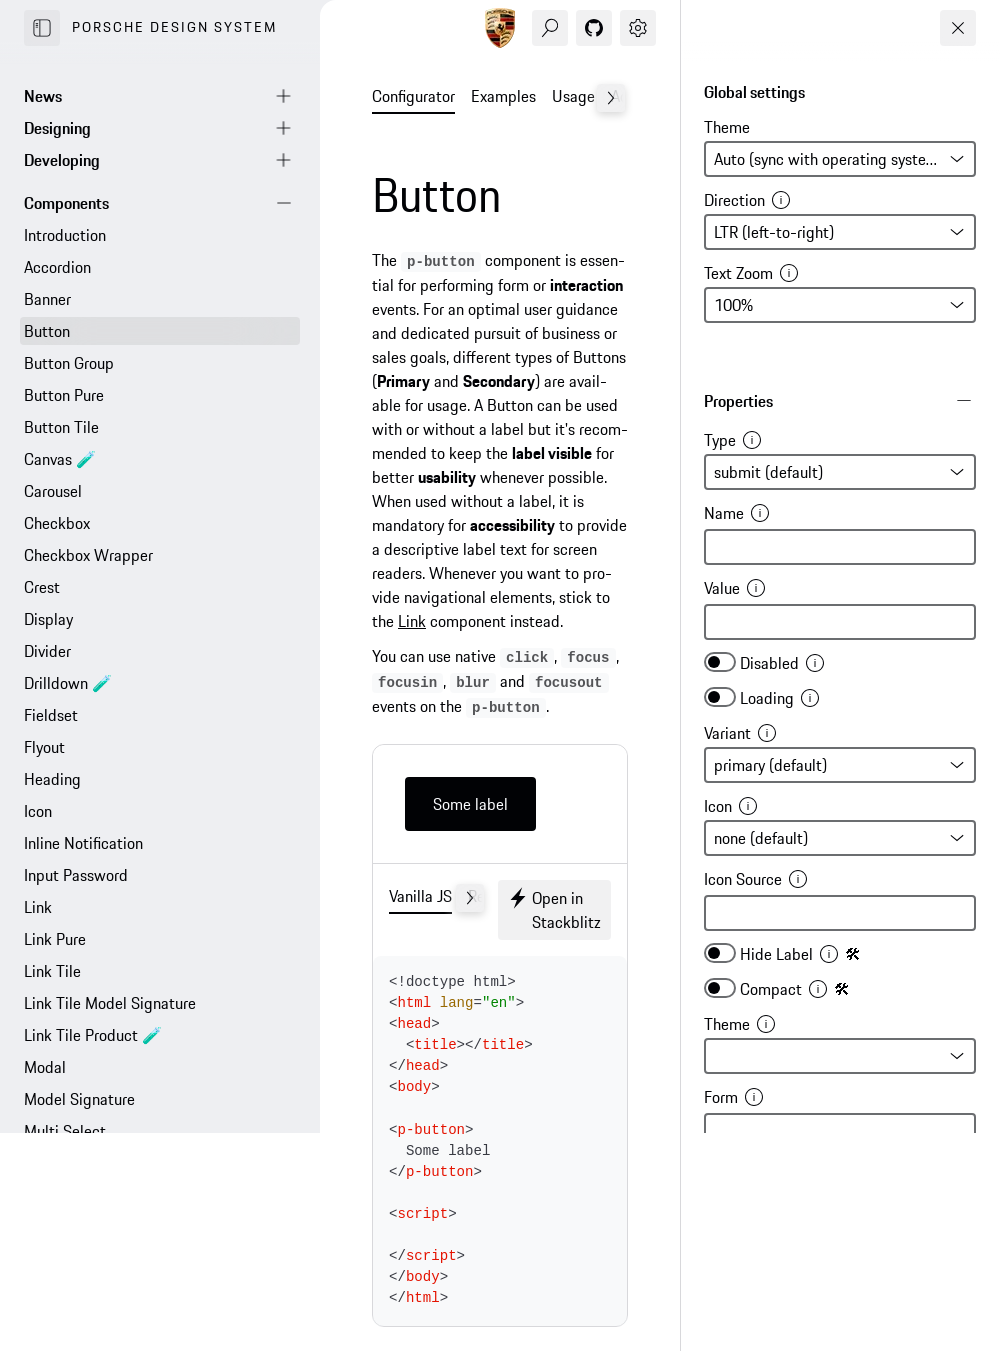 PORSCHE DESIGN SYSTEM
News
Designing
Developing
Components
Introduction
Accordion
Banner
Button
Button Group
Button Pure
Button Tile
Canvas 🧪
Carousel
Checkbox
Checkbox Wrapper
Crest
Display
Divider
Drilldown 🧪
Fieldset
Flyout
Heading
Icon
Inline Notification
Input Password
Link
Link Pure
Link Tile
Link Tile Model Signature
Link Tile Product 🧪
Modal
Model Signature
Multi Select
Configurator Examples Usage
Button
The p-button component is essen-
tial for performing form or interaction
events. For an optimal user guidance
and dedicated pursuit of business or
sales goals, different types of Buttons
(Primary and Secondary) are avail-
able for usage. A Button can be used
with or without a label but it's recom-
mended to keep the label visible for
better usability whenever possible.
When used without a label, it is
mandatory for accessibility to provide
a descriptive label text for screen
readers. Whenever you want to pro-
vide navigational elements, stick to
the Link component instead.
You can use native click , focus ,
focusin , blur and focusout
events on the p-button .
Some label
Vanilla JS
Open in
Stackblitz
<!doctype html>
<html lang="en">
<head>
  <title></title>
</head>
<body>
<p-button>
  Some label
</p-button>
<script>
</script>
</body>
</html>
Global settings
Theme
Auto (sync with operating syste...
Direction
LTR (left-to-right)
Text Zoom
100%
Properties
Type
submit (default)
Name
Value
Disabled
Loading
Variant
primary (default)
Icon
none (default)
Icon Source
Hide Label 🛠
Compact 🛠
Theme
Form